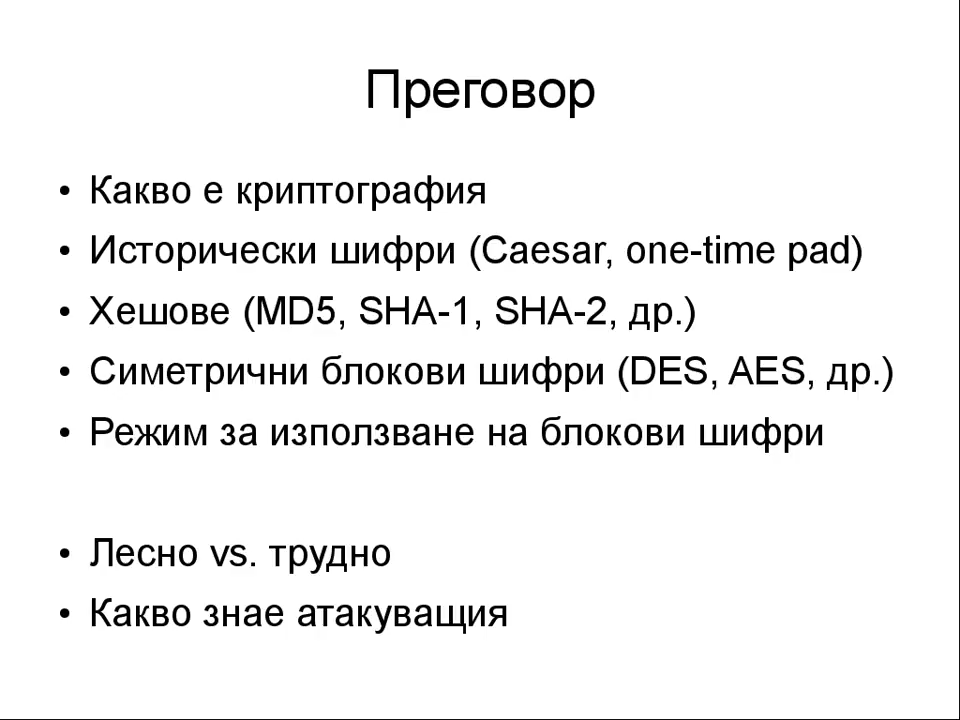 Преговор
• Какво е криптография
• Исторически шифри (Caesar, one-time pad)
• Хешове (MD5, SHA-1, SHA-2, др.)
• Симетрични блокови шифри (DES, AES, др.)
• Режим за използване на блокови шифри
• Лесно vs. трудно
• Какво знае атакуващия